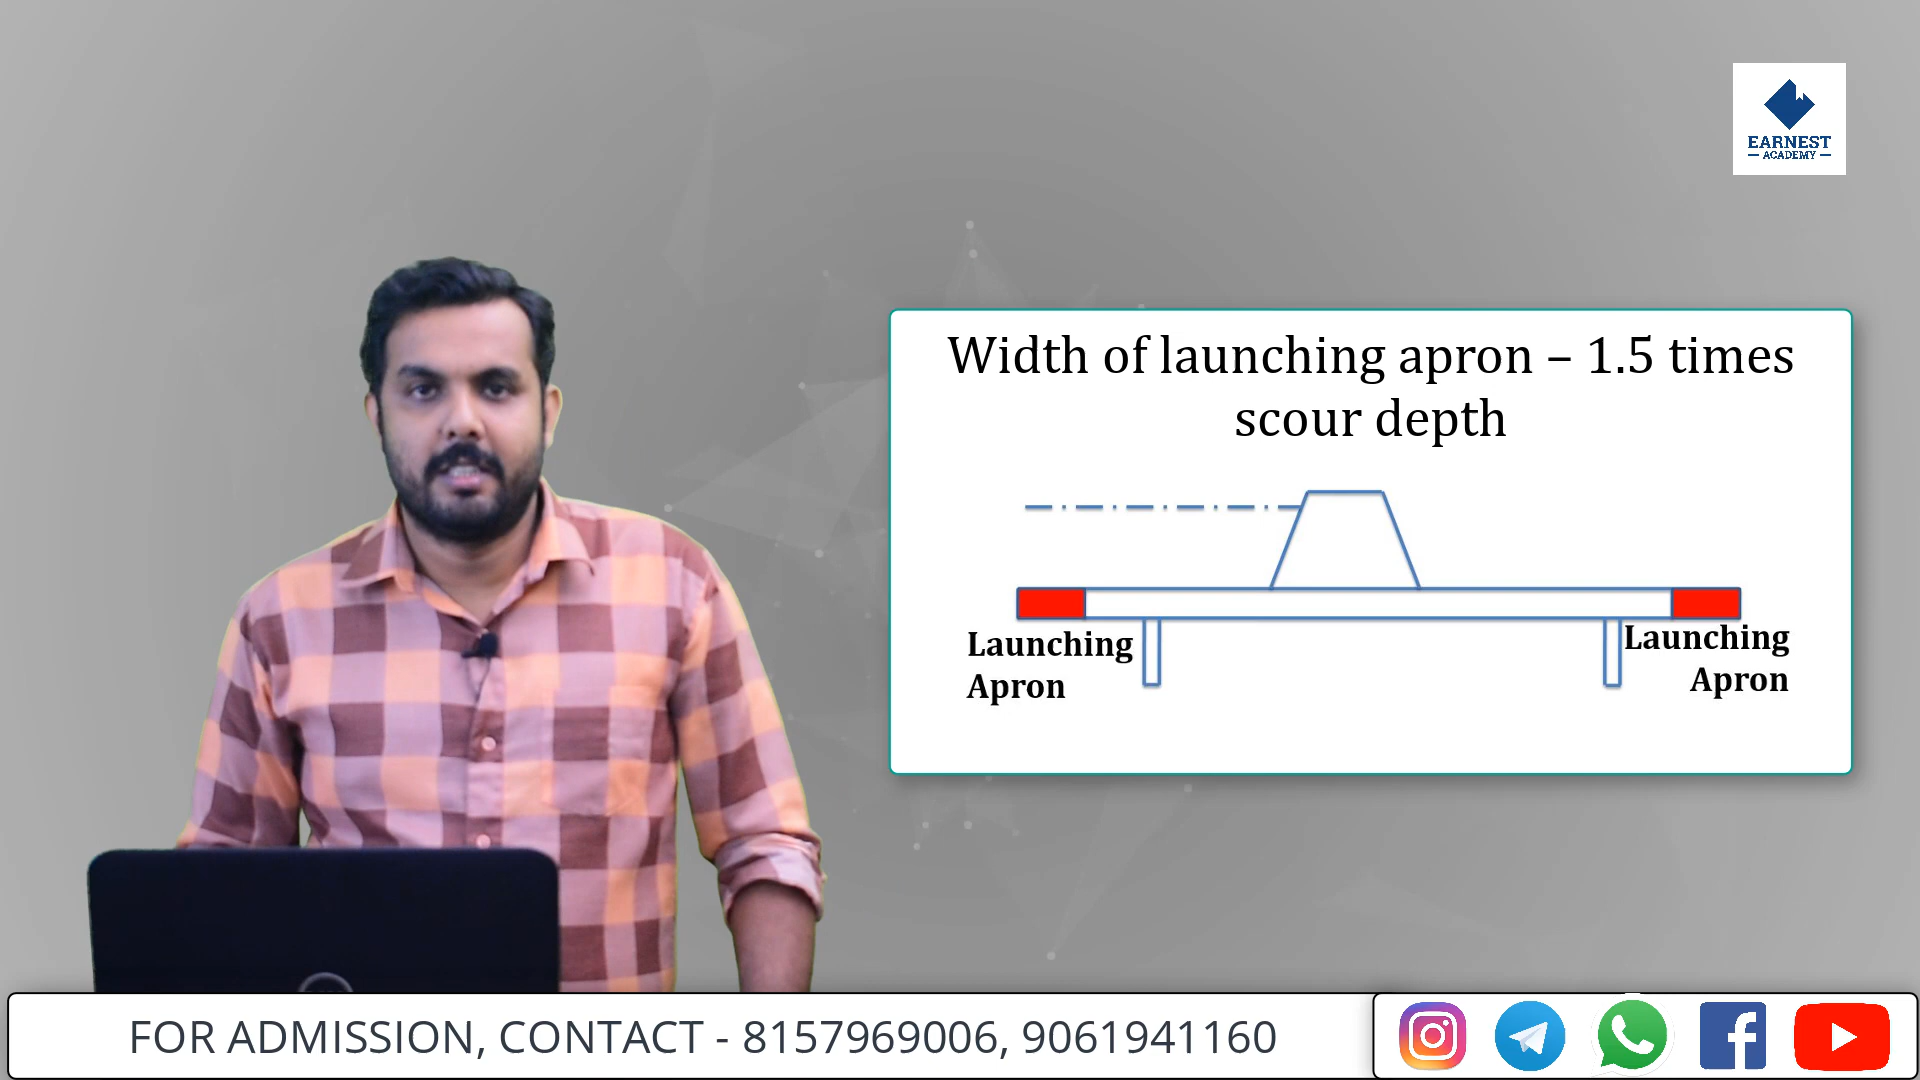 EARNEST
ACADEMY
Width of launching apron – 1.5 times
scour depth
Launching
Apron
Launching
Apron
FOR ADMISSION, CONTACT - 8157969006, 9061941160